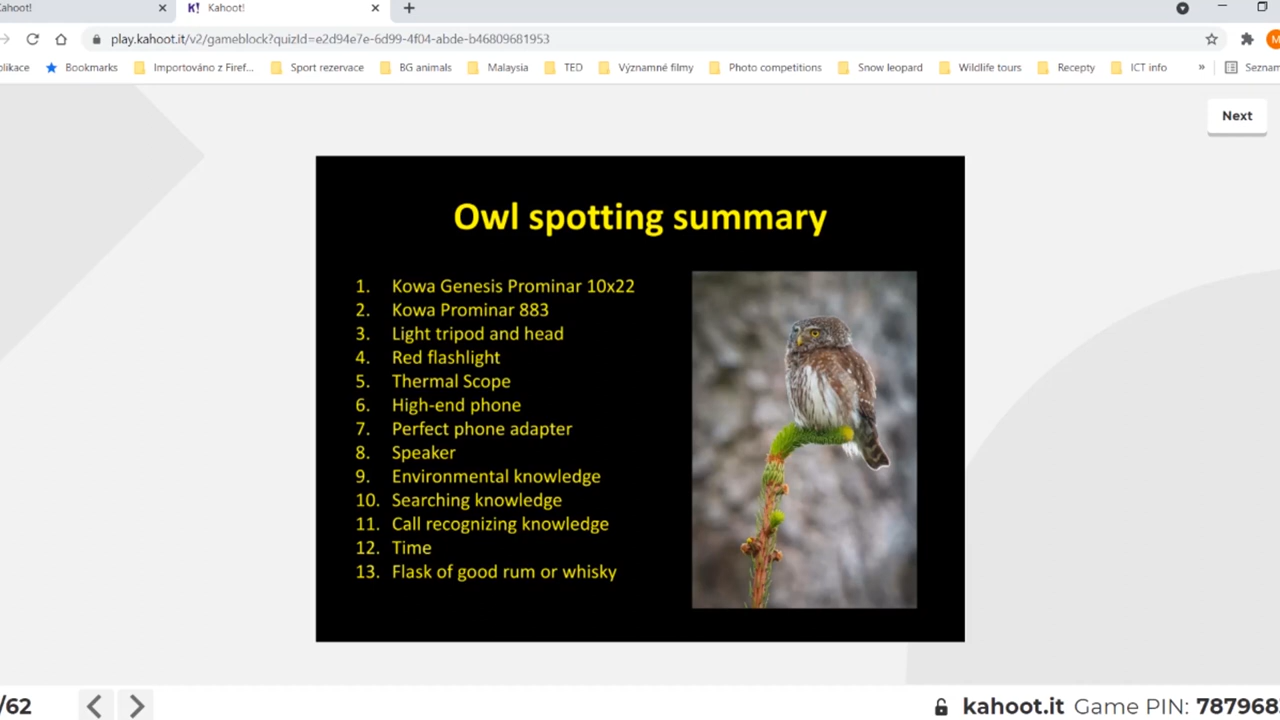 Kahoot!
K! Kahoot!
play.kahoot.it/v2/gameblock?quizId=e2d94e7e-6d99-4f04-abde-b46809681953
plikace Bookmarks Importováno z Firef... Sport rezervace BG animals Malaysia TED Významné filmy Photo competitions Snow leopard Wildlife tours Recepty ICT info » Seznam
Next
Owl spotting summary
1. Kowa Genesis Prominar 10x22
2. Kowa Prominar 883
3. Light tripod and head
4. Red flashlight
5. Thermal Scope
6. High-end phone
7. Perfect phone adapter
8. Speaker
9. Environmental knowledge
10. Searching knowledge
11. Call recognizing knowledge
12. Time
13. Flask of good rum or whisky
/62 kahoot.it Game PIN: 787968